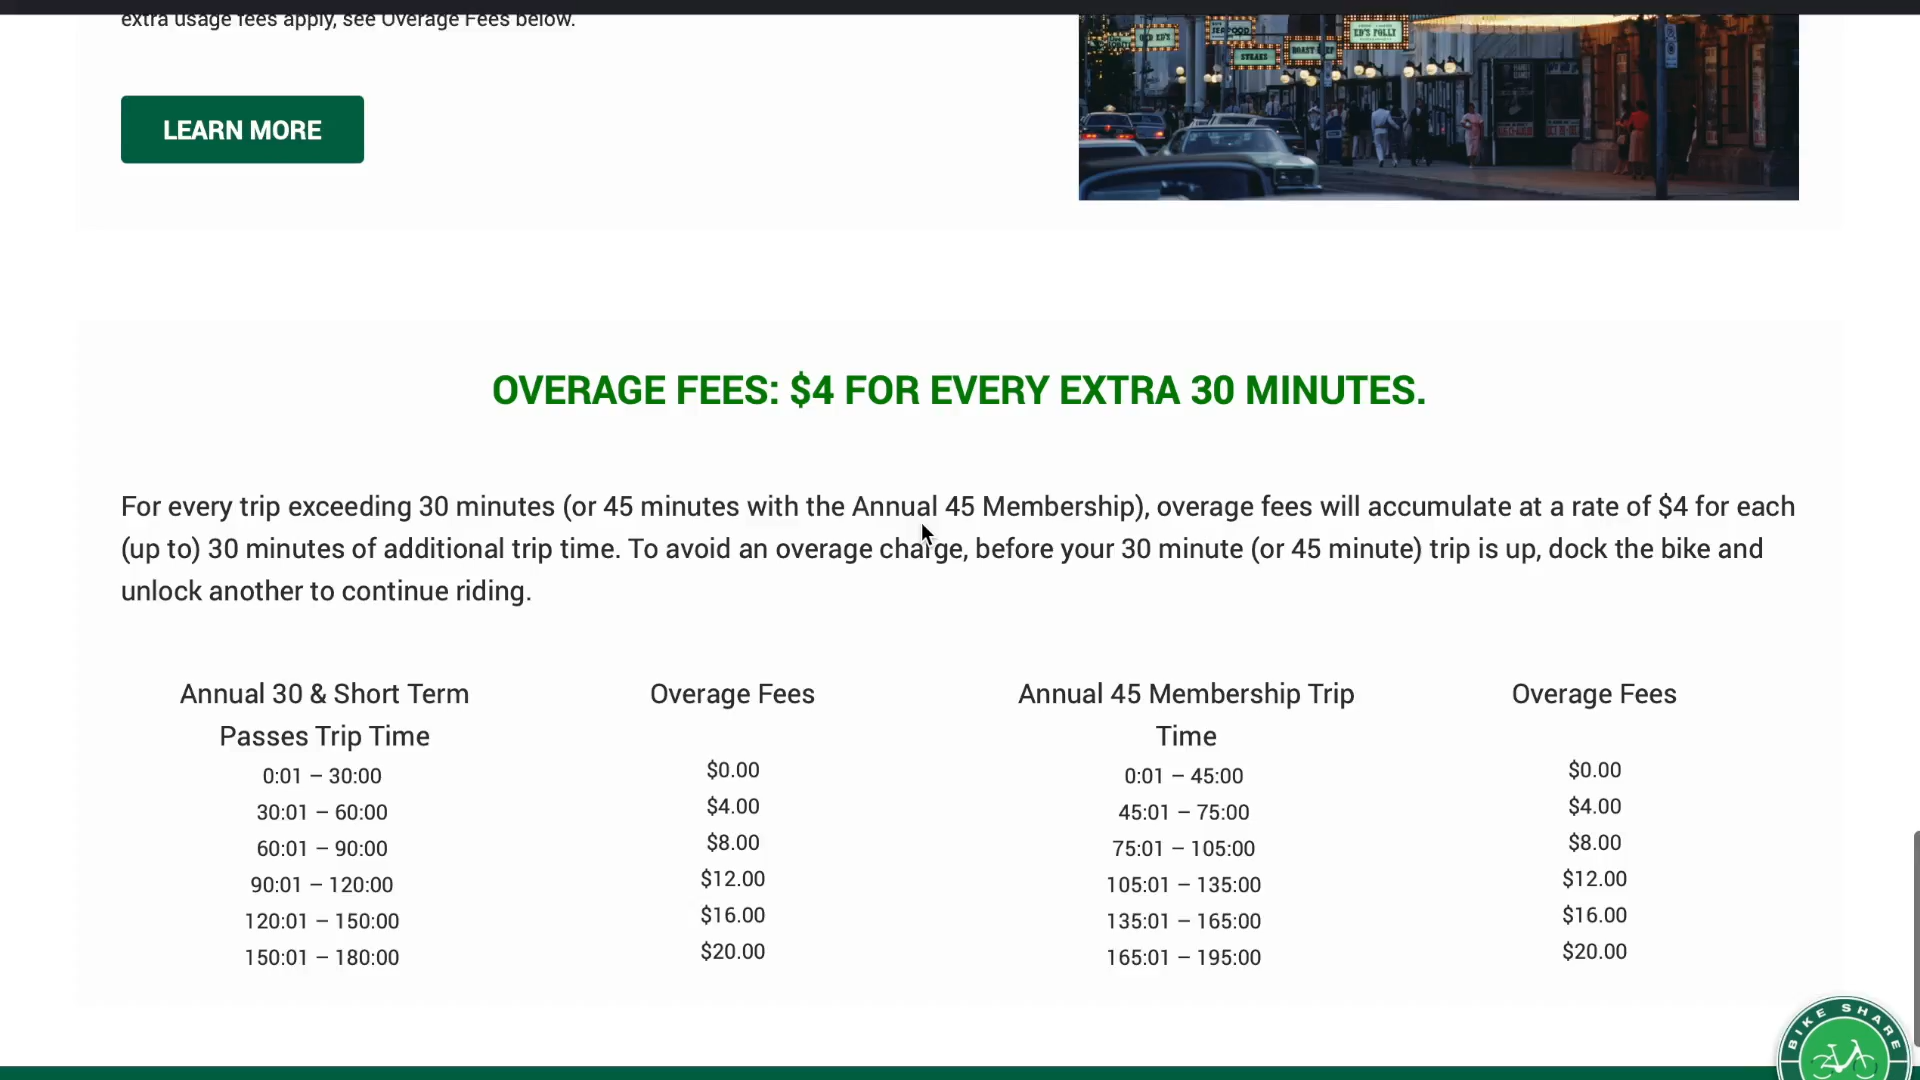 extra usage fees apply, see Overage Fees below.
OLD ED'S
SEAFOOD
STEAKS
ROAST BEEF
ED'S FOLLY
LEARN MORE
OVERAGE FEES: $4 FOR EVERY EXTRA 30 MINUTES.
For every trip exceeding 30 minutes (or 45 minutes with the Annual 45 Membership), overage fees will accumulate at a rate of $4 for each
(up to) 30 minutes of additional trip time. To avoid an overage charge, before your 30 minute (or 45 minute) trip is up, dock the bike and
unlock another to continue riding.
Annual 30 & Short Term
Passes Trip Time
0:01 – 30:00
30:01 – 60:00
60:01 – 90:00
90:01 – 120:00
120:01 – 150:00
150:01 – 180:00
Overage Fees
$0.00
$4.00
$8.00
$12.00
$16.00
$20.00
Annual 45 Membership Trip
Time
0:01 – 45:00
45:01 – 75:00
75:01 – 105:00
105:01 – 135:00
135:01 – 165:00
165:01 – 195:00
Overage Fees
$0.00
$4.00
$8.00
$12.00
$16.00
$20.00
BIKE SHARE